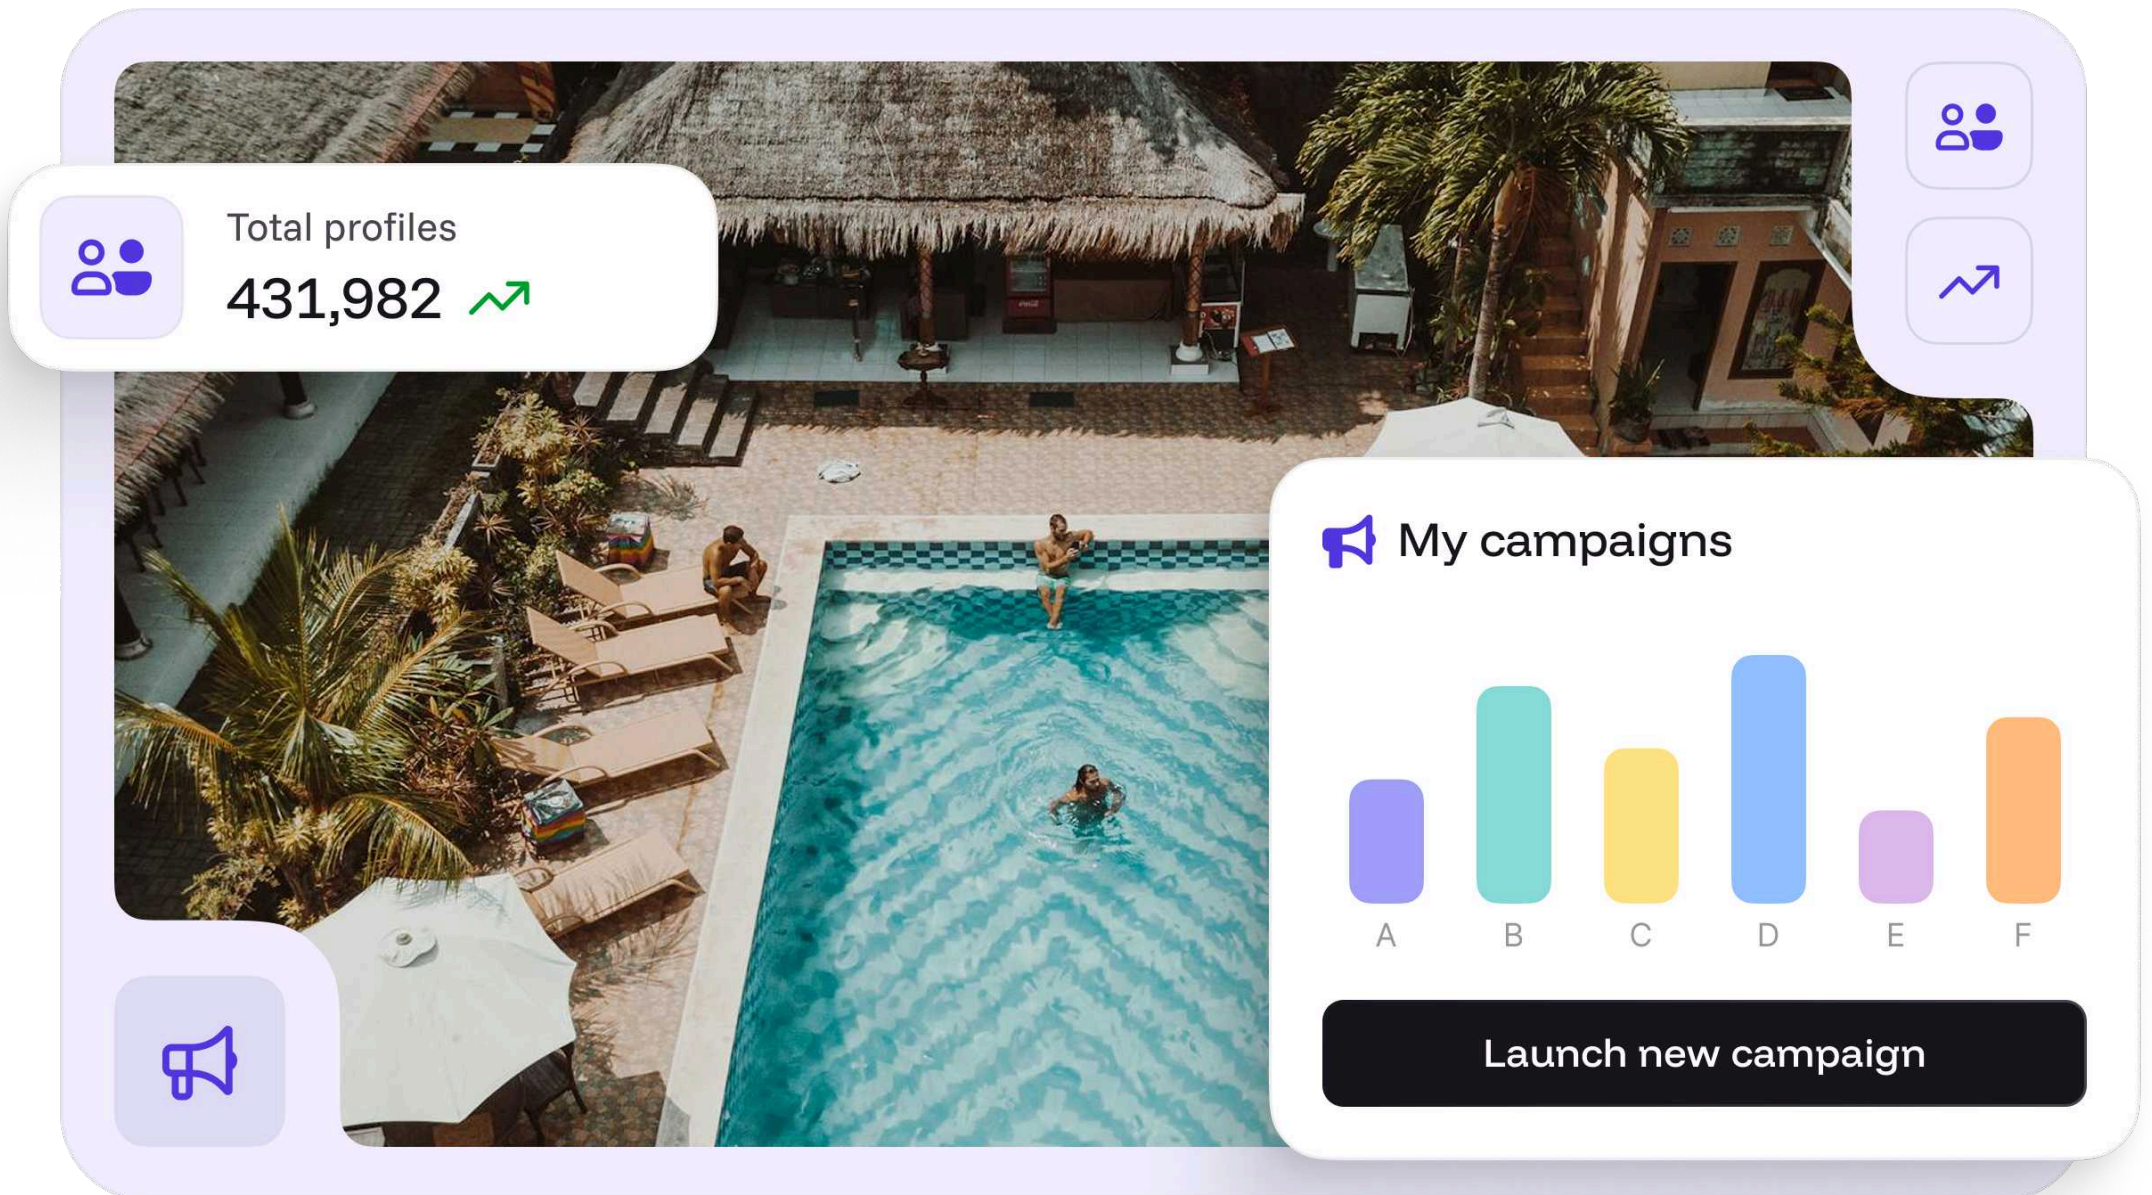 Total profiles
431,982
My campaigns
A B C D E F
Launch new campaign